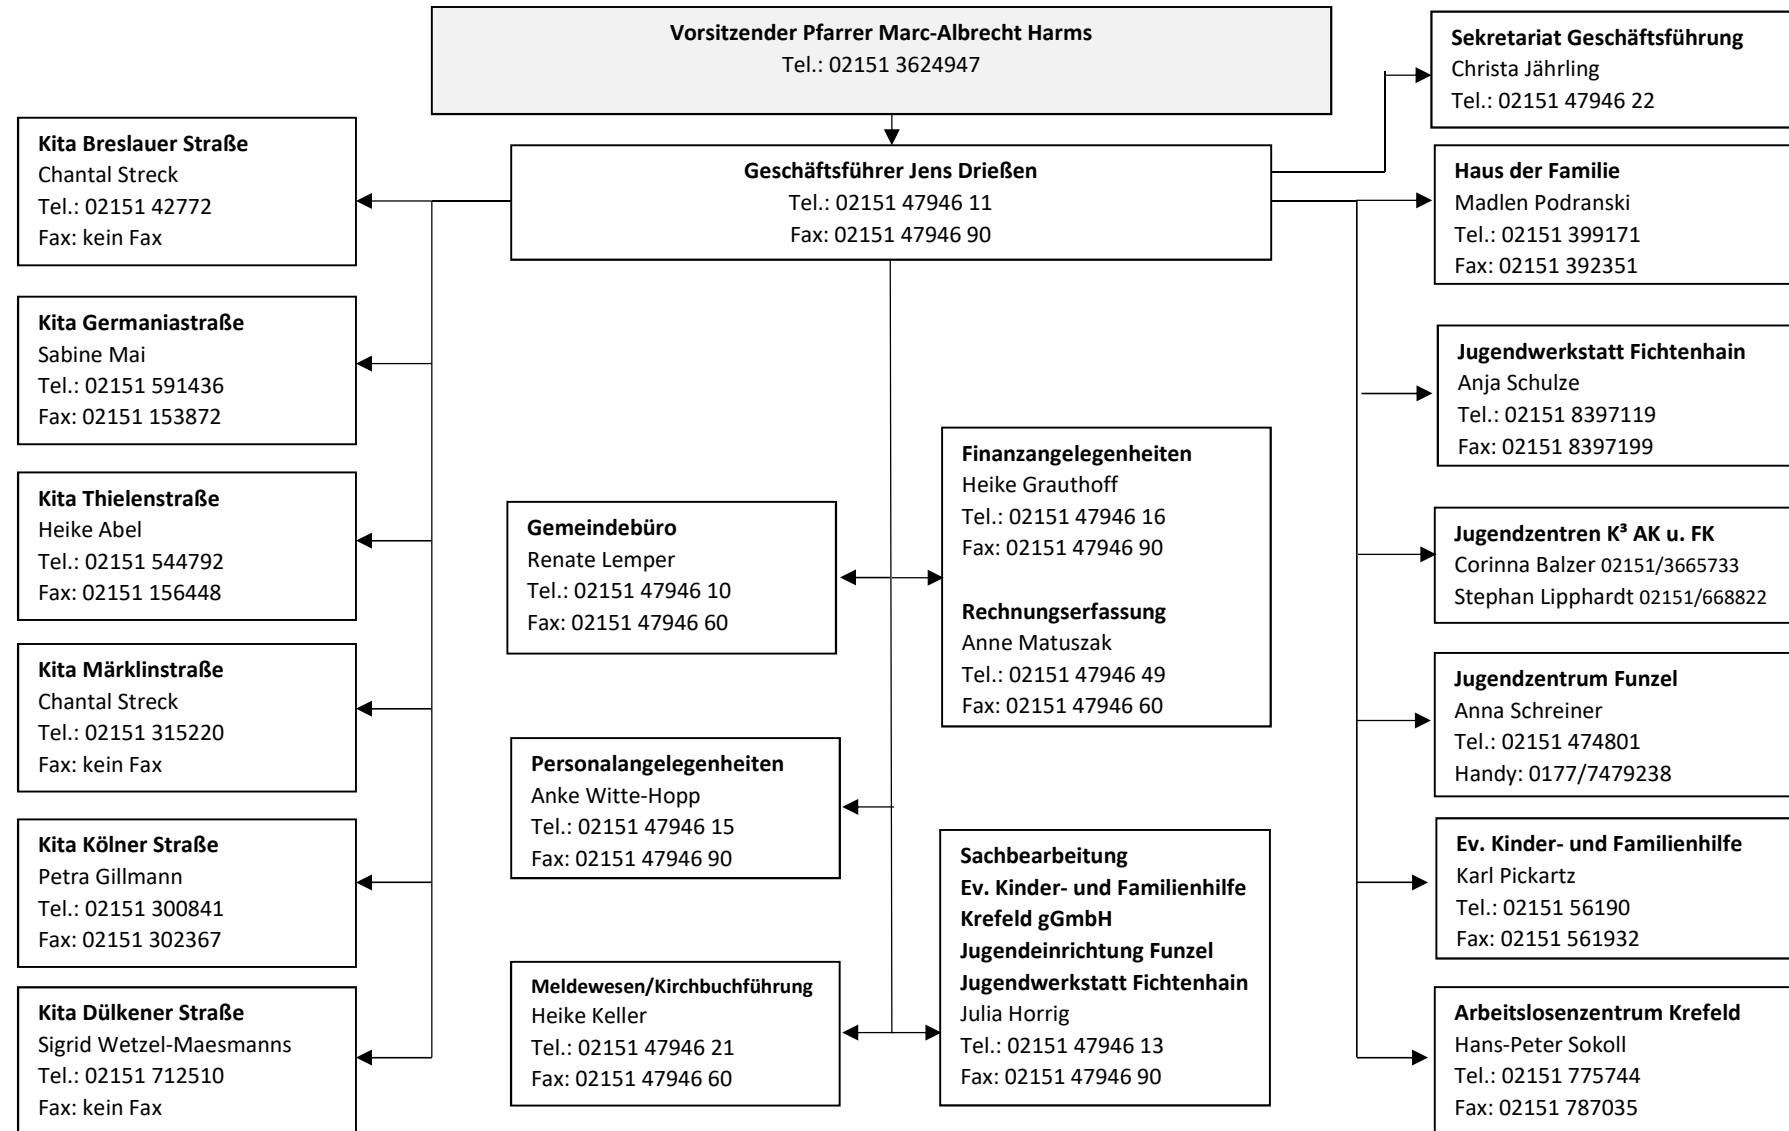 Vorsitzender Pfarrer Marc-Albrecht Harms
Tel.: 02151 3624947
Sekretariat Geschäftsführung
Christa Jährling
Tel.: 02151 47946 22
Geschäftsführer Jens Drießen
Tel.: 02151 47946 11
Fax: 02151 47946 90
Kita Breslauer Straße
Chantal Streck
Tel.: 02151 42772
Fax: kein Fax
Kita Germaniastraße
Sabine Mai
Tel.: 02151 591436
Fax: 02151 153872
Kita Thielenstraße
Heike Abel
Tel.: 02151 544792
Fax: 02151 156448
Kita Märklinstraße
Chantal Streck
Tel.: 02151 315220
Fax: kein Fax
Kita Kölner Straße
Petra Gillmann
Tel.: 02151 300841
Fax: 02151 302367
Kita Dülkener Straße
Sigrid Wetzel-Maesmanns
Tel.: 02151 712510
Fax: kein Fax
Gemeindebüro
Renate Lemper
Tel.: 02151 47946 10
Fax: 02151 47946 60
Personalangelegenheiten
Anke Witte-Hopp
Tel.: 02151 47946 15
Fax: 02151 47946 90
Meldewesen/Kirchbuchführung
Heike Keller
Tel.: 02151 47946 21
Fax: 02151 47946 60
Finanzangelegenheiten
Heike Grauthoff
Tel.: 02151 47946 16
Fax: 02151 47946 90
Rechnungserfassung
Anne Matuszak
Tel.: 02151 47946 49
Fax: 02151 47946 60
Sachbearbeitung
Ev. Kinder- und Familienhilfe
Krefeld gGmbH
Jugendeinrichtung Funzel
Jugendwerkstatt Fichtenhain
Julia Horrig
Tel.: 02151 47946 13
Fax: 02151 47946 90
Haus der Familie
Madlen Podranski
Tel.: 02151 399171
Fax: 02151 392351
Jugendwerkstatt Fichtenhain
Anja Schulze
Tel.: 02151 8397119
Fax: 02151 8397199
Jugendzentren K³ AK u. FK
Corinna Balzer 02151/3665733
Stephan Lipphardt 02151/668822
Jugendzentrum Funzel
Anna Schreiner
Tel.: 02151 474801
Handy: 0177/7479238
Ev. Kinder- und Familienhilfe
Karl Pickartz
Tel.: 02151 56190
Fax: 02151 561932
Arbeitslosenzentrum Krefeld
Hans-Peter Sokoll
Tel.: 02151 775744
Fax: 02151 787035